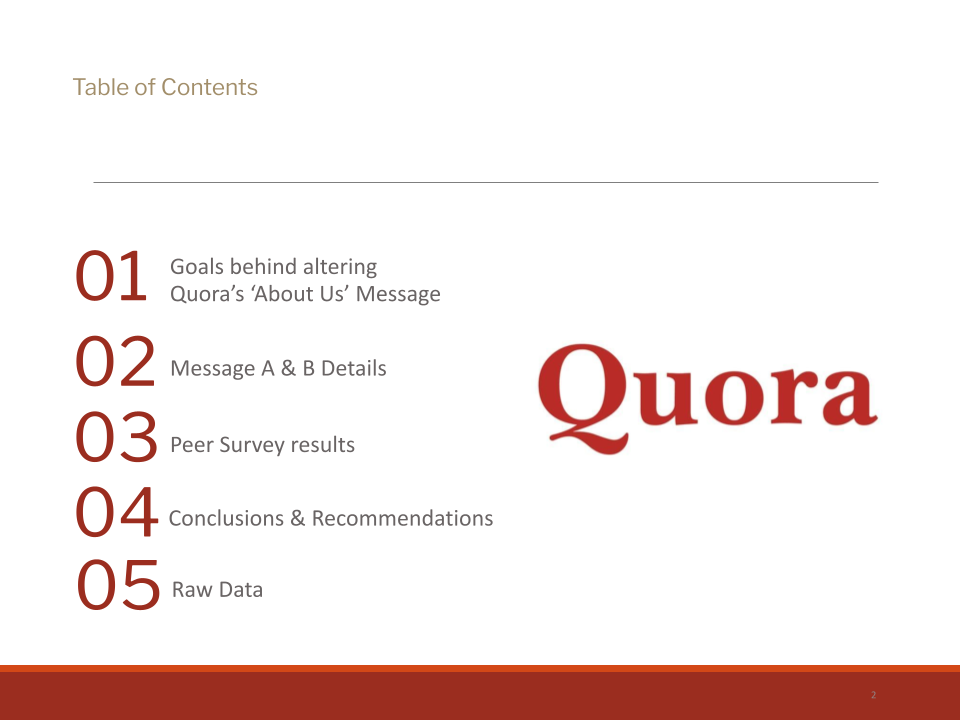 Table of Contents
01
Goals behind altering
Quora’s ‘About Us’ Message
02
Message A & B Details
03
Peer Survey results
04
Conclusions & Recommendations
05
Raw Data
Quora
2